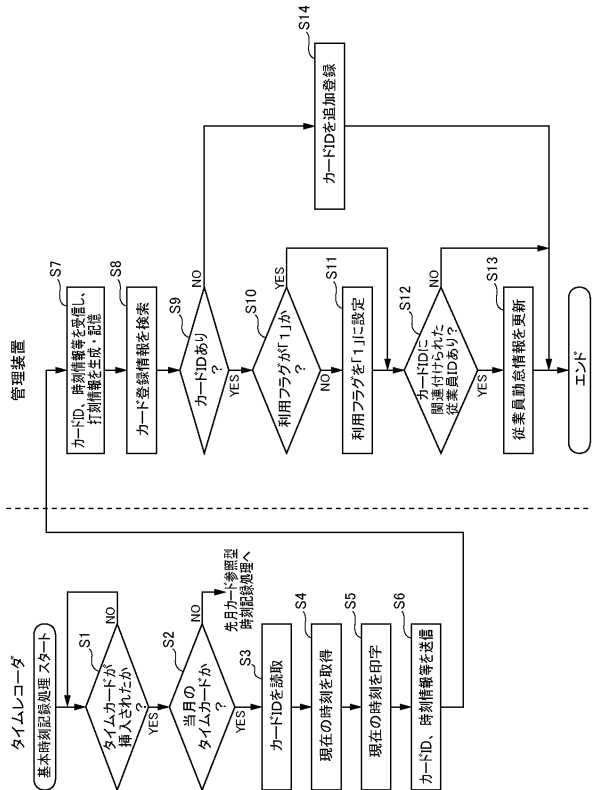 タイムレコーダ
基本時刻記録処理 スタート
S1
タイムカードが
挿入されたか
?
NO
YES
S2
当月の
タイムカードか
?
NO
先月カード参照型
時刻記録処理へ
YES
S3
カードIDを読取
S4
現在の時刻を取得
S5
現在の時刻を印字
S6
カードID、時刻情報等を送信
管理装置
S7
カードID、時刻情報等を受信し、
打刻情報を生成・記憶
S8
カード登録情報を検索
S9
カードIDあり
?
NO
YES
S10
利用フラグが「1」か
?
YES
NO
S11
利用フラグを「1」に設定
S12
カードIDに
関連付けられた
従業員IDあり?
NO
YES
S13
従業員勤怠情報を更新
S14
カードIDを追加登録
エンド